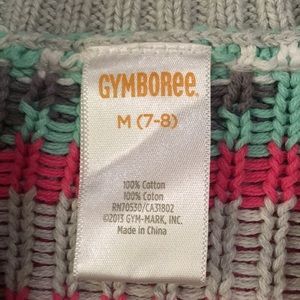 GYMBOREE
M (7-8)
100% Cotton
100% Coton
RN70530/CA31802
©2013 GYM-MARK, INC.
Made in China